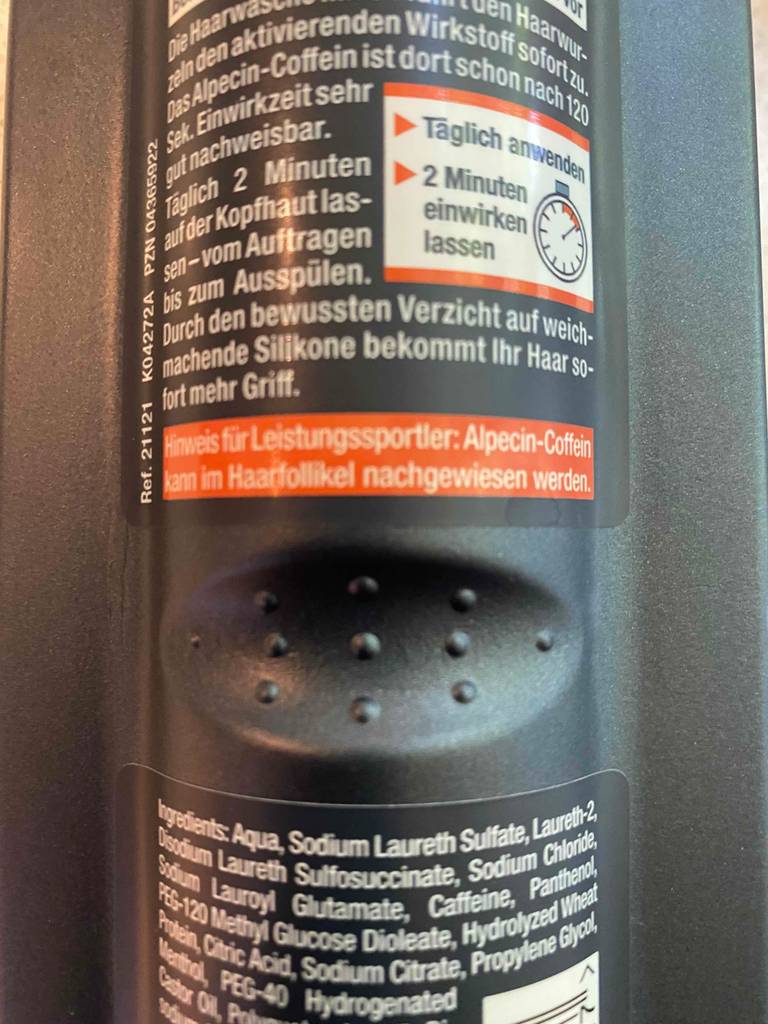 Die
den Haarwur-
zeln den aktivierenden Wirkstoff sofort zu.
Das Alpecin-Coffein ist dort schon nach 120
Sek. Einwirkzeit sehr
gut nachweisbar.
Täglich 2 Minuten
auf der Kopfhaut las-
sen – vom Auftragen
bis zum Ausspülen.
Durch den bewussten Verzicht auf weich-
machende Silikone bekommt Ihr Haar so-
fort mehr Griff.
Täglich anwenden
2 Minuten
einwirken
lassen
Hinweis für Leistungssportler: Alpecin-Coffein
kann im Haarfollikel nachgewiesen werden.
Ref. 21121 K04272A PZN 04365922
Ingredients: Aqua, Sodium Laureth Sulfate, Laureth-2,
Disodium Laureth Sulfosuccinate, Sodium Chloride,
Sodium Lauroyl Glutamate, Caffeine, Panthenol,
PEG-120 Methyl Glucose Dioleate, Hydrolyzed Wheat
Protein, Citric Acid, Sodium Citrate, Propylene Glycol,
Menthol, PEG-40 Hydrogenated
Castor Oil,